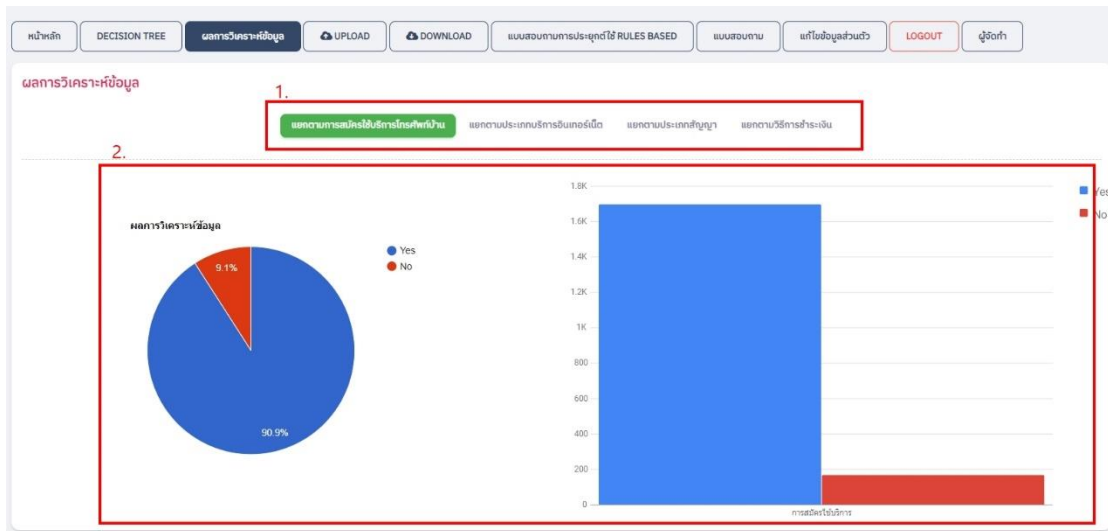 หน้าหลัก DECISION TREE ผลการวิเคราะห์ข้อมูล UPLOAD DOWNLOAD แบบสอบถามการประยุกต์ใช้ RULES BASED แบบสอบถาม แก้ไขข้อมูลส่วนตัว LOGOUT ผู้จัดทำ
ผลการวิเคราะห์ข้อมูล
1.
แยกตามการสมัครใช้บริการโทรศัพท์บ้าน แยกตามประเภทบริการอินเทอร์เน็ต แยกตามประเภทสัญญา แยกตามวิธีการชำระเงิน
2.
ผลการวิเคราะห์ข้อมูล
Yes
No
9.1%
90.9%
1.8K
1.6K
1.4K
1.2K
1K
800
600
400
200
0
การสมัครใช้บริการ
Yes
No